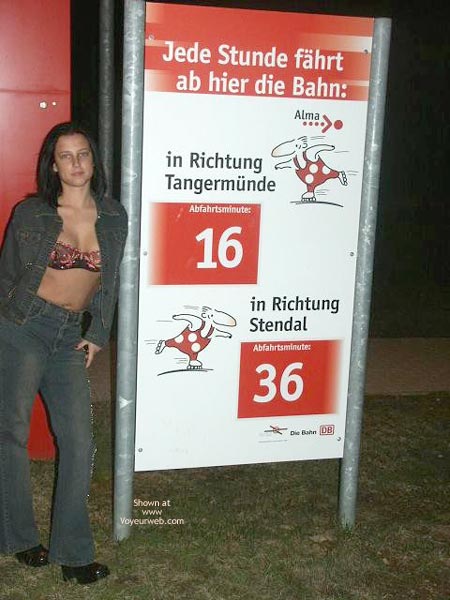 Jede Stunde fährt
ab hier die Bahn:
Alma
in Richtung
Tangermünde
Abfahrtsminute:
16
in Richtung
Stendal
Abfahrtsminute:
36
Die Bahn DB
Shown at
www
Voyeurweb.com